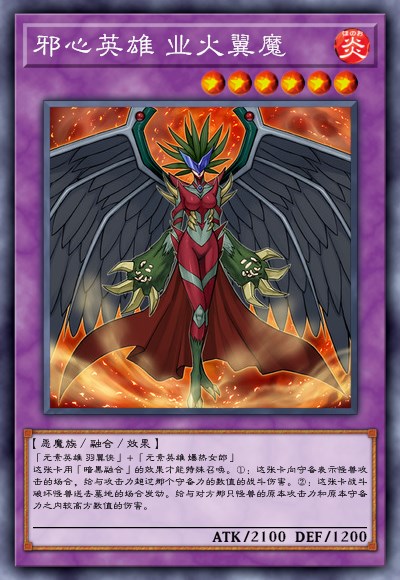 邪心英雄 业火翼魔
ほのお
炎
【恶魔族／融合／效果】
「元素英雄 羽翼侠」+「元素英雄 爆热女郎」
这张卡用「暗黑融合」的效果才能特殊召唤。①：这张卡向守备表示怪兽攻
击的场合，给与攻击力超过那个守备力的数值的战斗伤害。②：这张卡战斗
破坏怪兽送去墓地的场合发动。给与对方那只怪兽的原本攻击力和原本守备
力之内较高方数值的伤害。
ATK/2100 DEF/1200